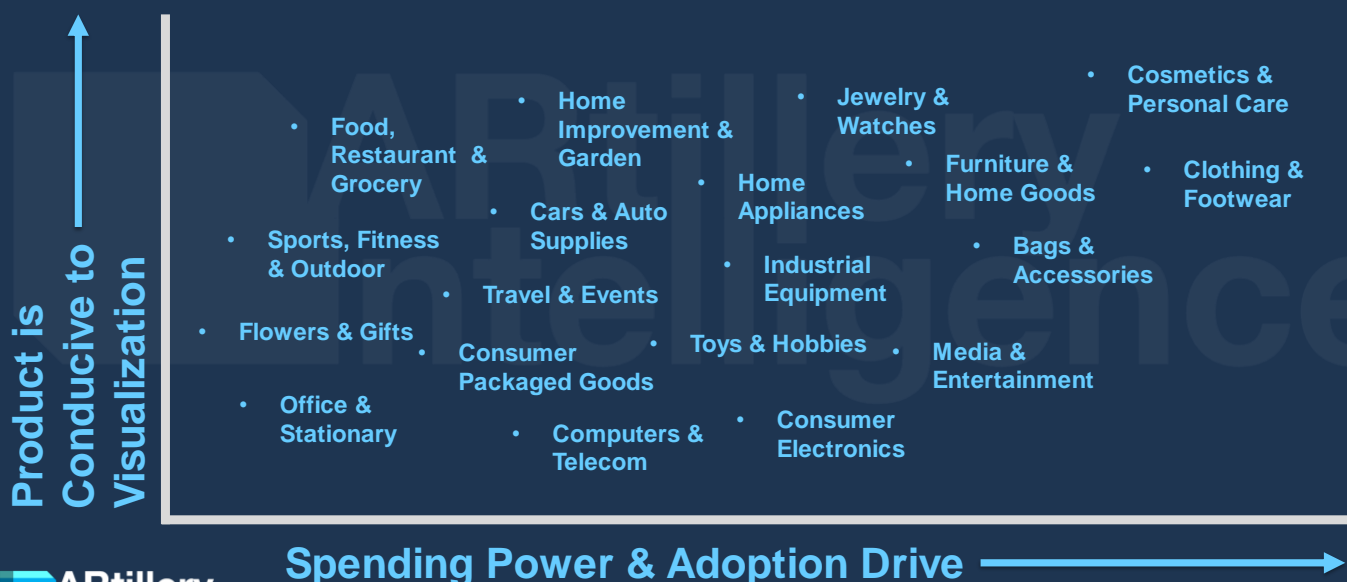 Product is
Conducive to
Visualization
ARtillery
Intelligence
• Cosmetics &
Personal Care
• Home
Improvement &
Garden
• Jewelry &
Watches
• Food,
Restaurant &
Grocery
• Furniture &
Home Goods
• Clothing &
Footwear
• Home
Appliances
• Cars & Auto
Supplies
• Sports, Fitness
& Outdoor
• Bags &
Accessories
• Industrial
Equipment
• Travel & Events
• Flowers & Gifts
• Toys & Hobbies
• Consumer
Packaged Goods
• Media &
Entertainment
• Office &
Stationary
• Consumer
Electronics
• Computers &
Telecom
Spending Power & Adoption Drive
ARtillery